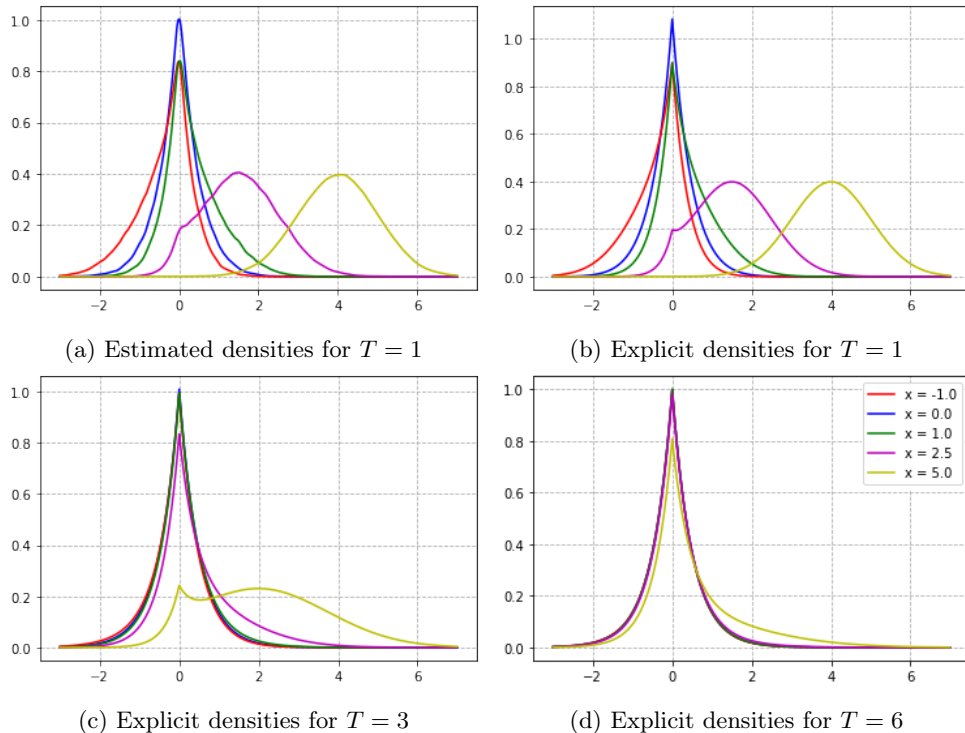 1.0
0.8
0.6
0.4
0.2
0.0
−2 0 2 4 6
(a) Estimated densities for T = 1
1.0
0.8
0.6
0.4
0.2
0.0
−2 0 2 4 6
(b) Explicit densities for T = 1
1.0
0.8
0.6
0.4
0.2
0.0
−2 0 2 4 6
(c) Explicit densities for T = 3
1.0
0.8
0.6
0.4
0.2
0.0
−2 0 2 4 6
x = -1.0
x = 0.0
x = 1.0
x = 2.5
x = 5.0
(d) Explicit densities for T = 6